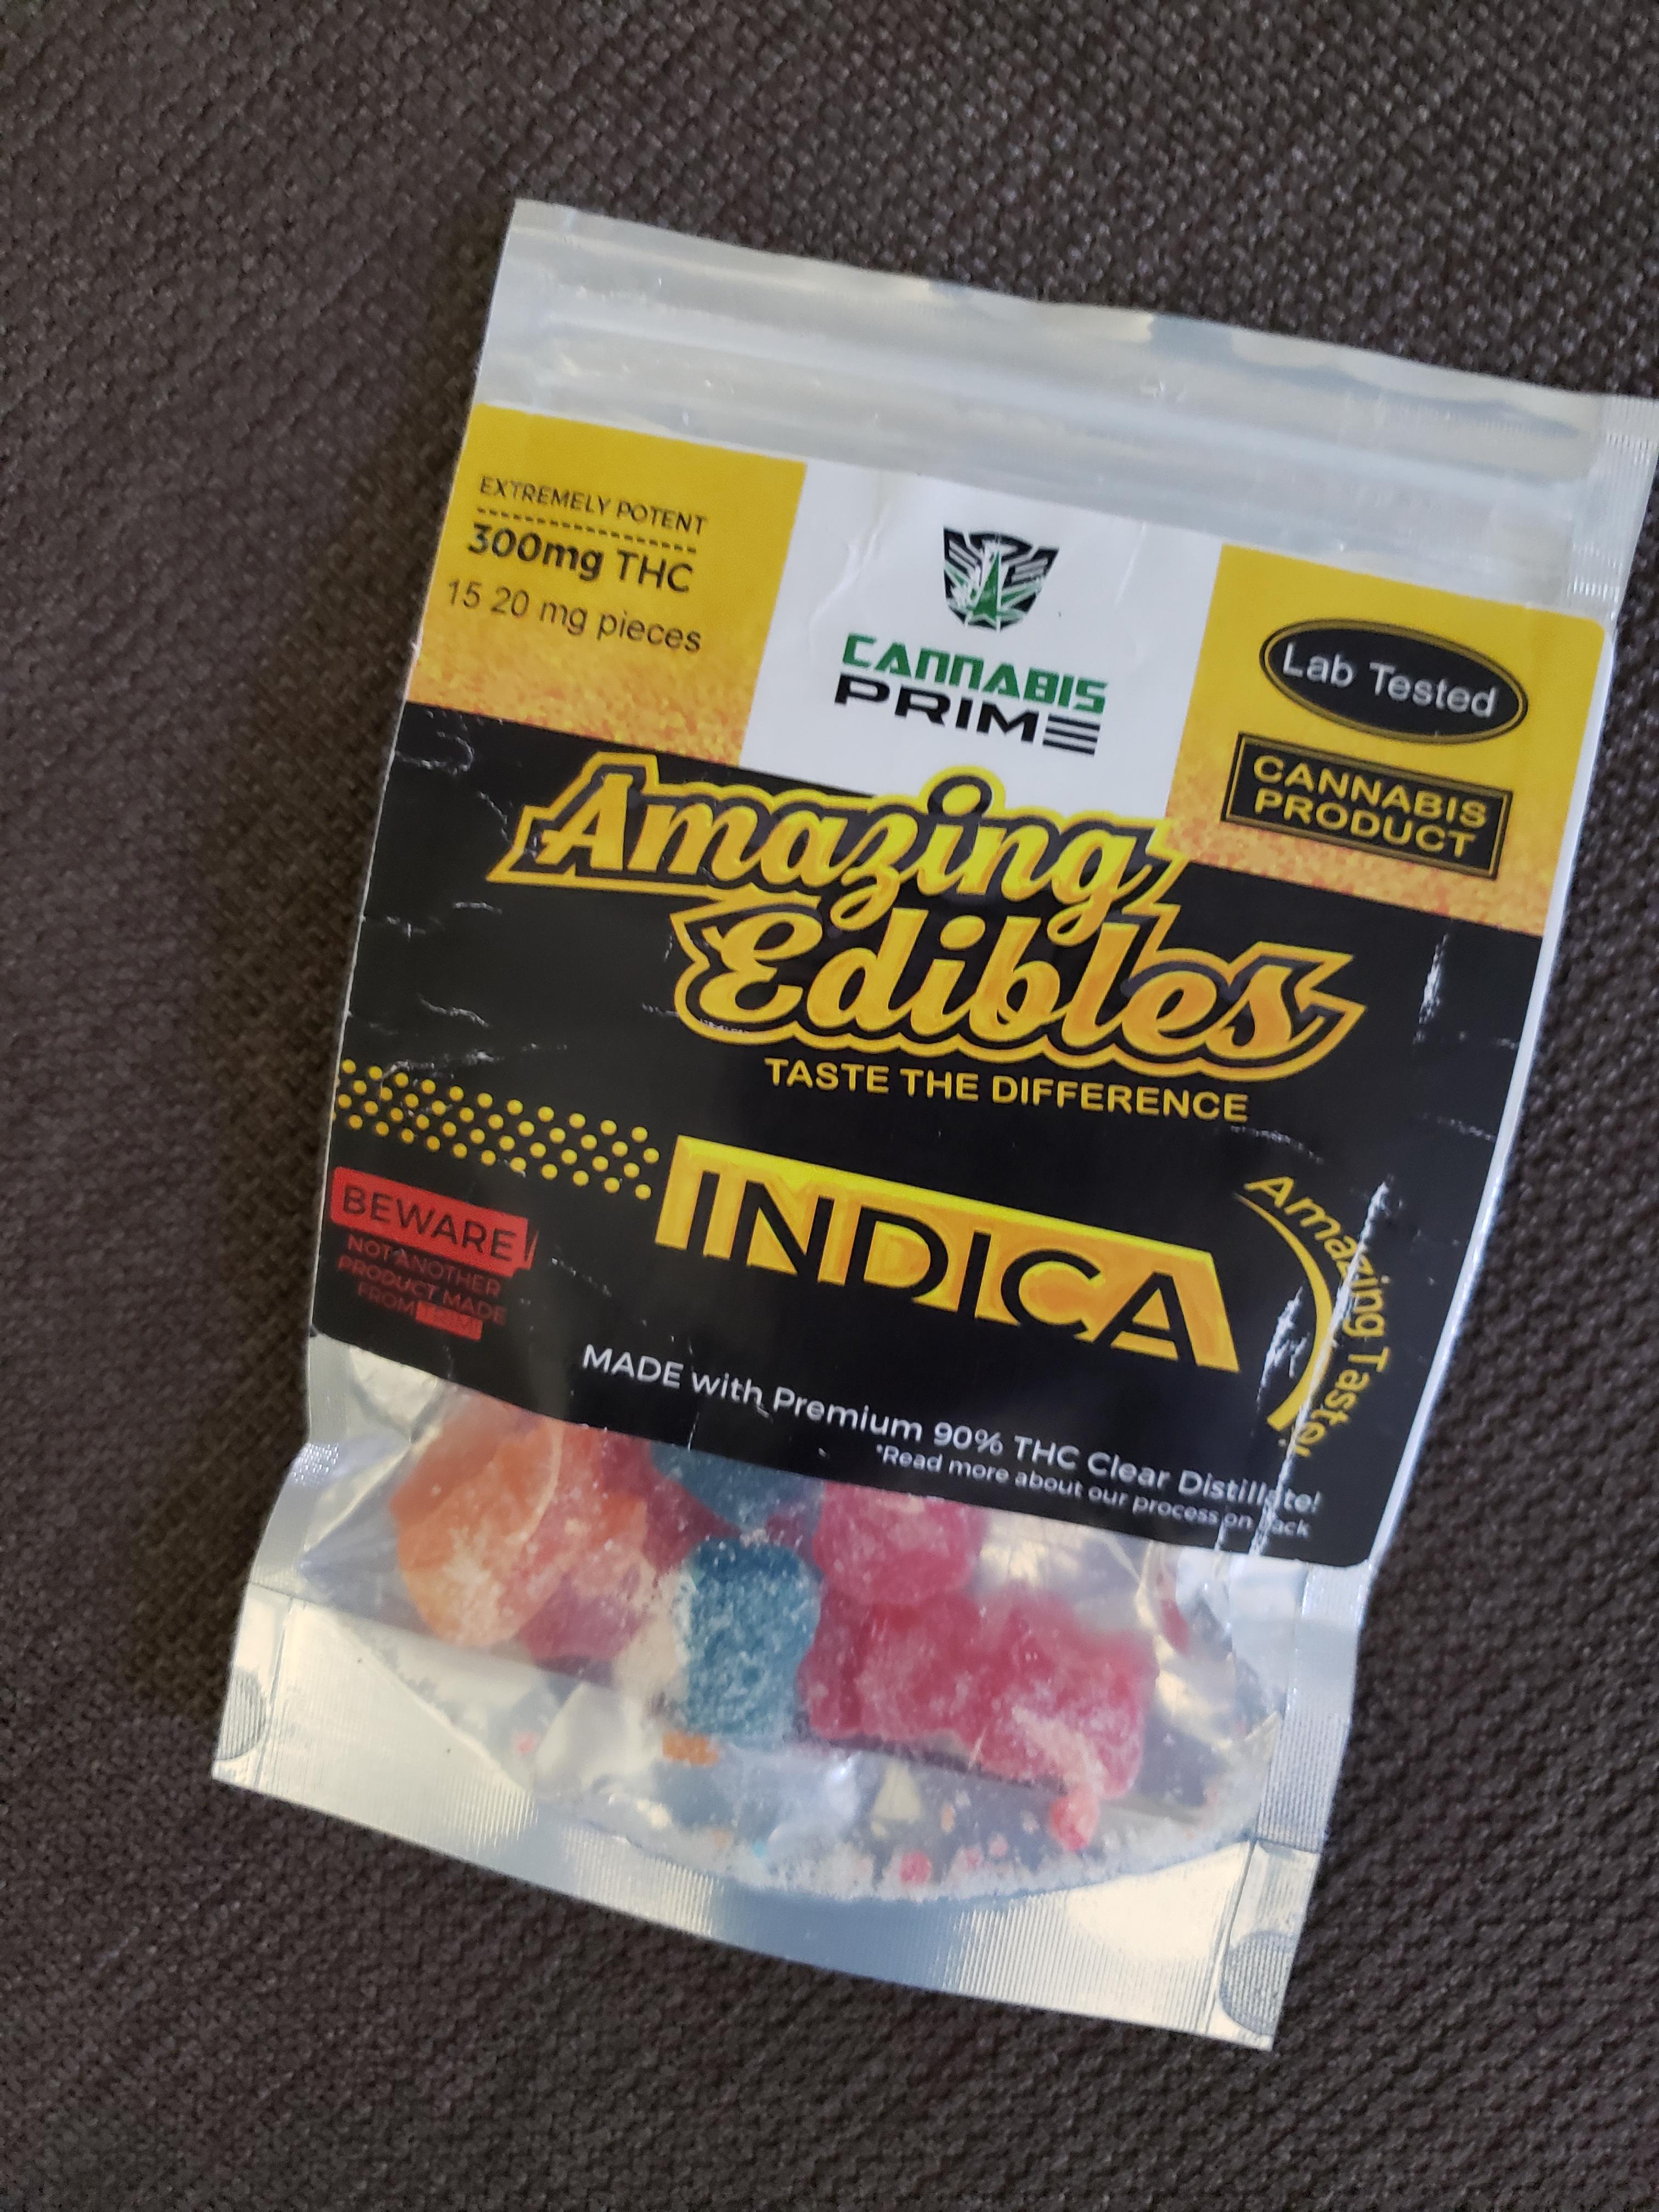 EXTREMELY POTENT
300mg THC
15 20 mg pieces
CANNABIS
PRIME
Lab Tested
CANNABIS
PRODUCT
Amazing
Edibles
TASTE THE DIFFERENCE
INDICA
BEWARE
NOT ANOTHER
PRODUCT MADE
FROM TRIM!
Amazing Taste!
MADE with Premium 90% THC Clear Distillate!
*Read more about our process on back